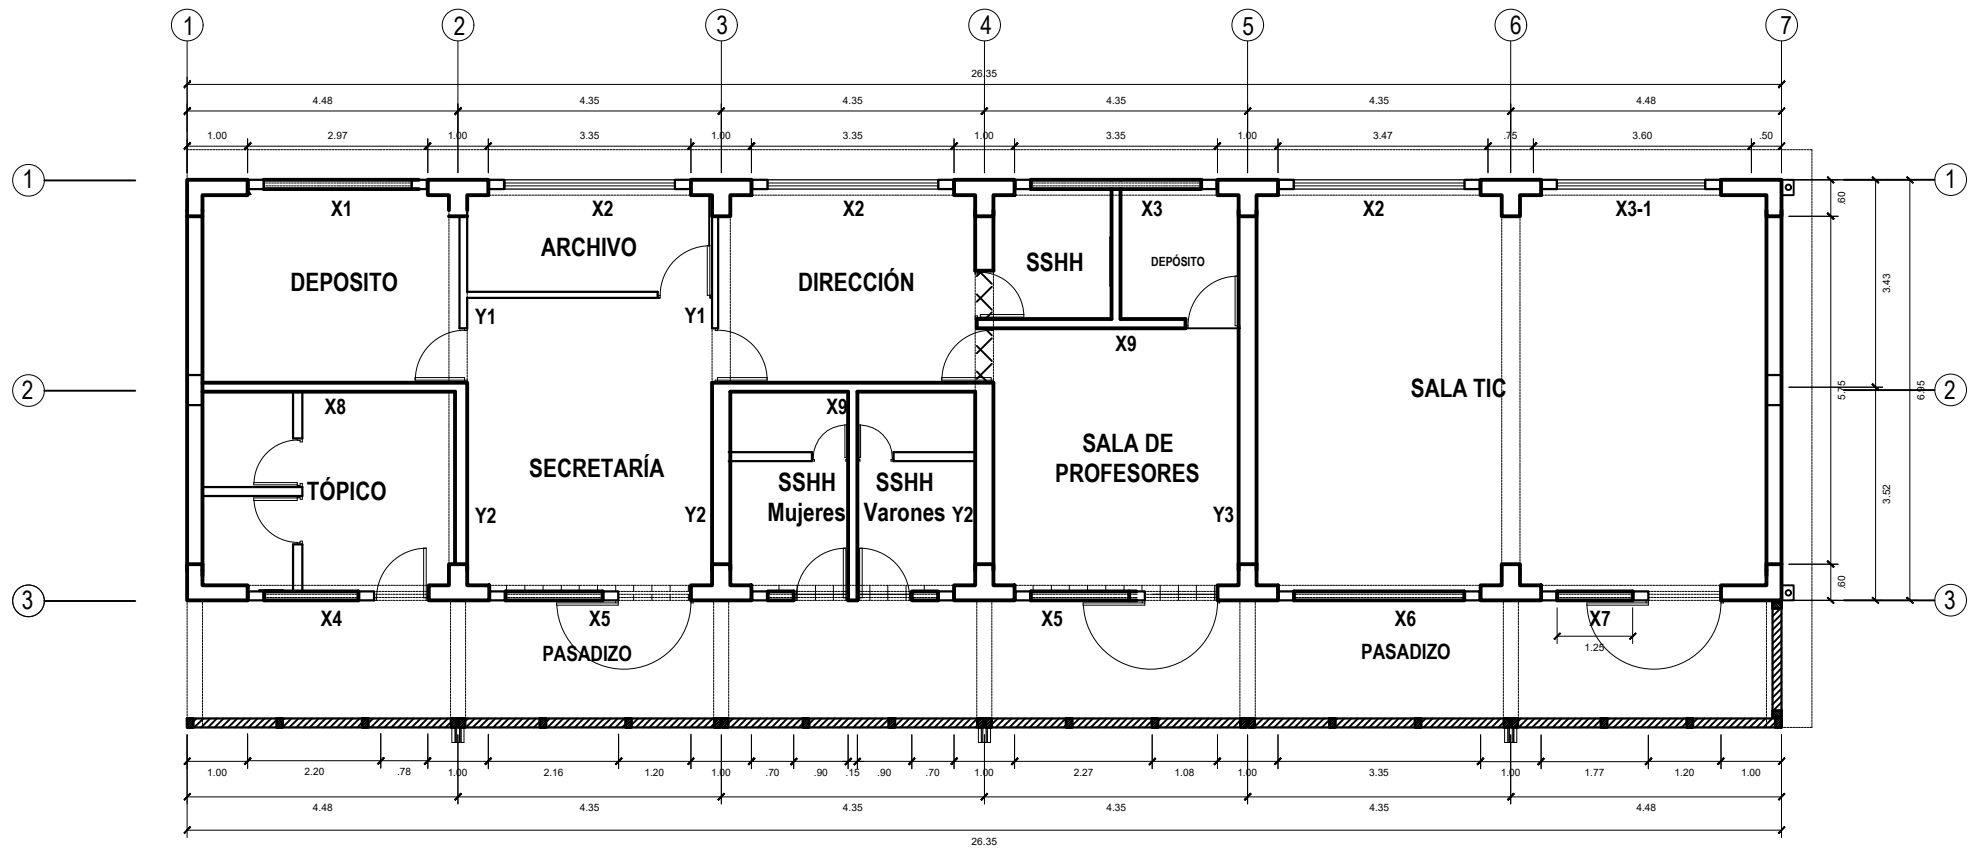 1 2 3 4 5 6 7
26.35
4.48 4.35 4.35 4.35 4.35 4.48
1.00 2.97 1.00 3.35 1.00 3.35 1.00 3.35 1.00 3.47 .75 3.60 .50
1 1
X1 X2 X2 X3 X2 X3-1
.60
ARCHIVO
SSHH DEPÓSITO
DEPOSITO DIRECCIÓN
3.43
Y1 Y1
X9
SALA TIC
2 5.75 6.95 2
X8 X9
SALA DE
PROFESORES
SECRETARÍA
TÓPICO
SSHH
Mujeres
SSHH
Varones
3.52
Y2 Y2 Y2 Y3
.60
3 3
X4 X5 X5 X6 X7
PASADIZO PASADIZO
1.25
1.00 2.20 .78 1.00 2.16 1.20 1.00 .70 .90 .15 .90 .70 1.00 2.27 1.08 1.00 3.35 1.00 1.77 1.20 1.00
4.48 4.35 4.35 4.35 4.35 4.48
26.35